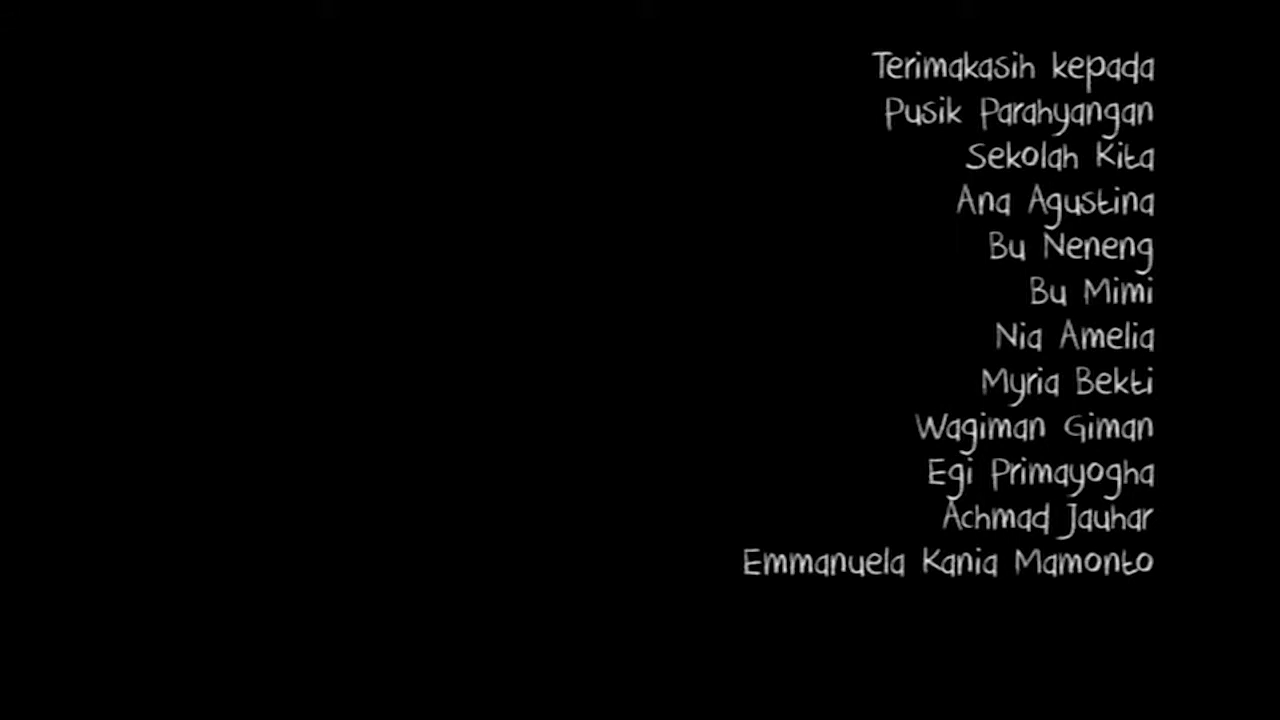 Terimakasih kepada
Pusik Parahyangan
Sekolah Kita
Ana Agustina
Bu Neneng
Bu Mimi
Nia Amelia
Myria Bekti
Wagiman Giman
Egi Primayogha
Achmad Jauhar
Emmanuela Kania Mamonto